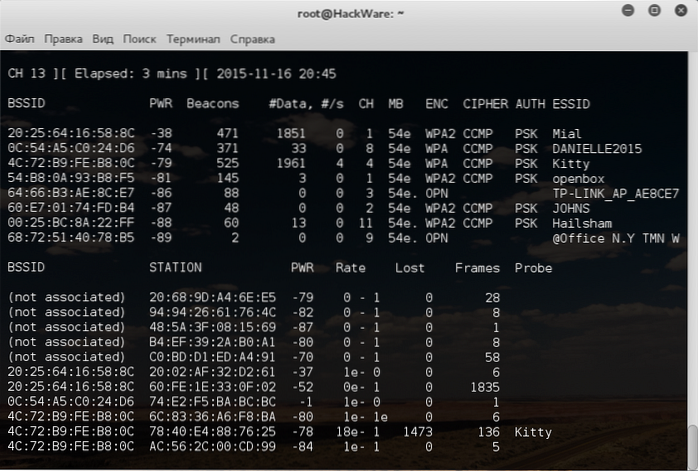 root@HackWare: ~
Файл Правка Вид Поиск Терминал Справка
CH 13 ][ Elapsed: 3 mins ][ 2015-11-16 20:45
BSSID PWR Beacons #Data, #/s CH MB ENC CIPHER AUTH ESSID
20:25:64:16:58:8C -38 471 1851 0 1 54e WPA2 CCMP PSK Mial
0C:54:A5:C0:24:D6 -74 371 33 0 8 54e WPA2 CCMP PSK DANIELLE2015
4C:72:B9:FE:B8:0C -79 525 1961 4 4 54e WPA CCMP PSK Kitty
54:B8:0A:93:B8:F5 -81 145 3 0 1 54e WPA2 CCMP PSK openbox
64:66:B3:AE:8C:E7 -86 88 0 0 3 54e. OPN TP-LINK_AP_AE8CE7
60:E7:01:74:FD:B4 -87 48 0 0 2 54e WPA2 CCMP PSK JOHNS
00:25:BC:8A:22:FF -88 60 13 0 11 54e. WPA2 CCMP PSK Hailsham
68:72:51:40:78:B5 -89 2 0 0 9 54e. OPN @Office N.Y TMN W
BSSID STATION PWR Rate Lost Frames Probe
(not associated) 20:68:9D:A4:6E:E5 -79 0 - 1 0 28
(not associated) 94:94:26:61:76:4C -82 0 - 1 0 8
(not associated) 48:5A:3F:08:15:69 -87 0 - 1 0 1
(not associated) B4:EF:39:2A:B0:A1 -80 0 - 1 0 8
(not associated) C0:BD:D1:ED:A4:91 -70 0 - 1 0 58
20:25:64:16:58:8C 20:02:AF:32:D2:61 -37 1e- 0 0 6
20:25:64:16:58:8C 60:FE:1E:33:0F:02 -52 0e- 1 0 1835
0C:54:A5:C0:24:D6 74:E2:F5:BA:BC:BC -1 1e- 0 0 1
4C:72:B9:FE:B8:0C 6C:83:36:A6:F8:BA -80 1e- 1e 0 6
4C:72:B9:FE:B8:0C 78:40:E4:88:76:25 -78 18e- 1 1473 136 Kitty
4C:72:B9:FE:B8:0C AC:56:2C:00:CD:99 -84 1e- 1 0 5